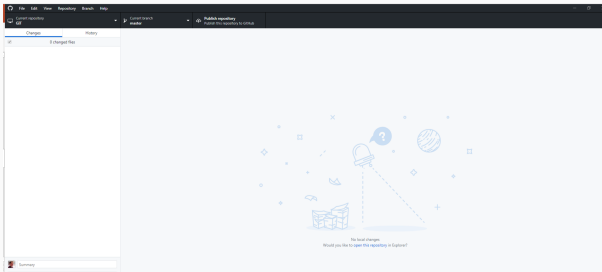 File Edit View Repository Branch Help
Current repository
GIT
Current branch
master
Publish repository
Publish this repository to GitHub
Changes History
0 changed files
?
No local changes
Would you like to open this repository in Explorer?
Summary